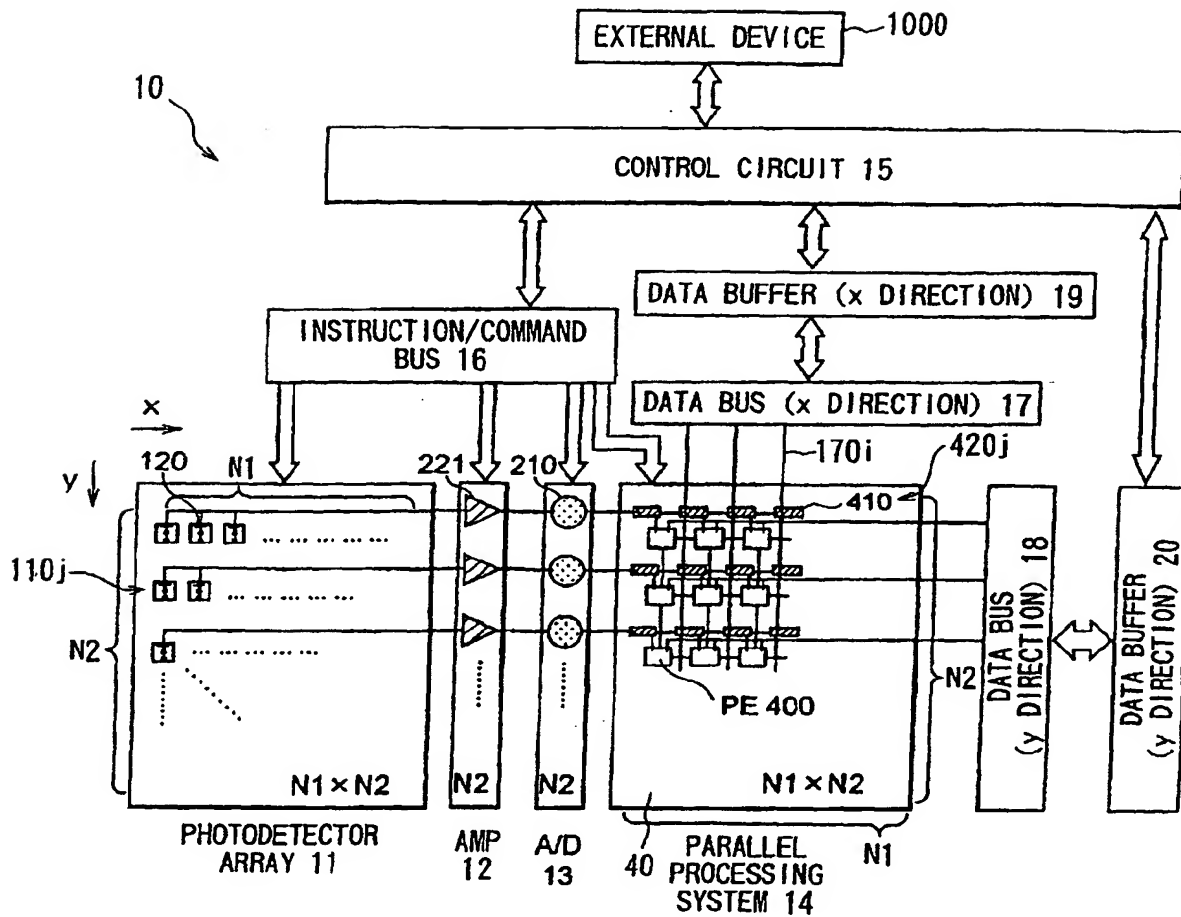 EXTERNAL DEVICE
1000
10
CONTROL CIRCUIT 15
DATA BUFFER (x DIRECTION) 19
INSTRUCTION/COMMAND
BUS 16
DATA BUS (x DIRECTION) 17
x
y
120
N1
221
210
170i
420j
410
110j
N2
N2
PE 400
N1×N2
N2
N2
N1×N2
DATA BUS
(y DIRECTION) 18
DATA BUFFER
(y DIRECTION) 20
PHOTODETECTOR
ARRAY 11
AMP
12
A/D
13
40
PARALLEL
PROCESSING
SYSTEM 14
N1